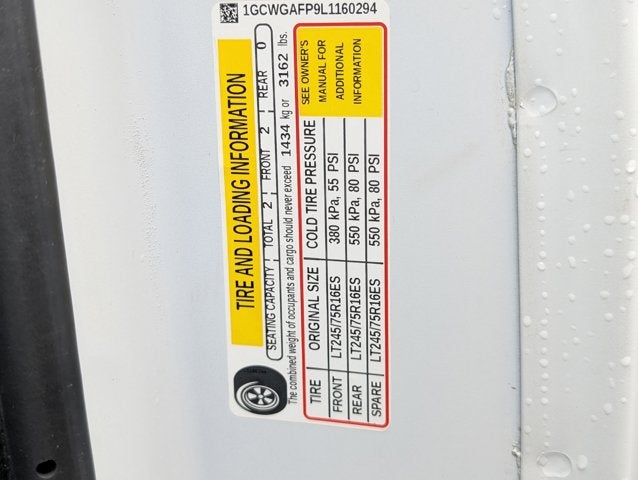 1GCWGAFP9L1160294
TIRE AND LOADING INFORMATION
SEATING CAPACITY TOTAL 2 FRONT 2 REAR 0
The combined weight of occupants and cargo should never exceed 1434 kg or 3162 lbs.
TIRE ORIGINAL SIZE COLD TIRE PRESSURE
FRONT LT245/75R16ES 380 kPa, 55 PSI
REAR LT245/75R16ES 550 kPa, 80 PSI
SPARE LT245/75R16ES 550 kPa, 80 PSI
SEE OWNER'S
MANUAL FOR
ADDITIONAL
INFORMATION